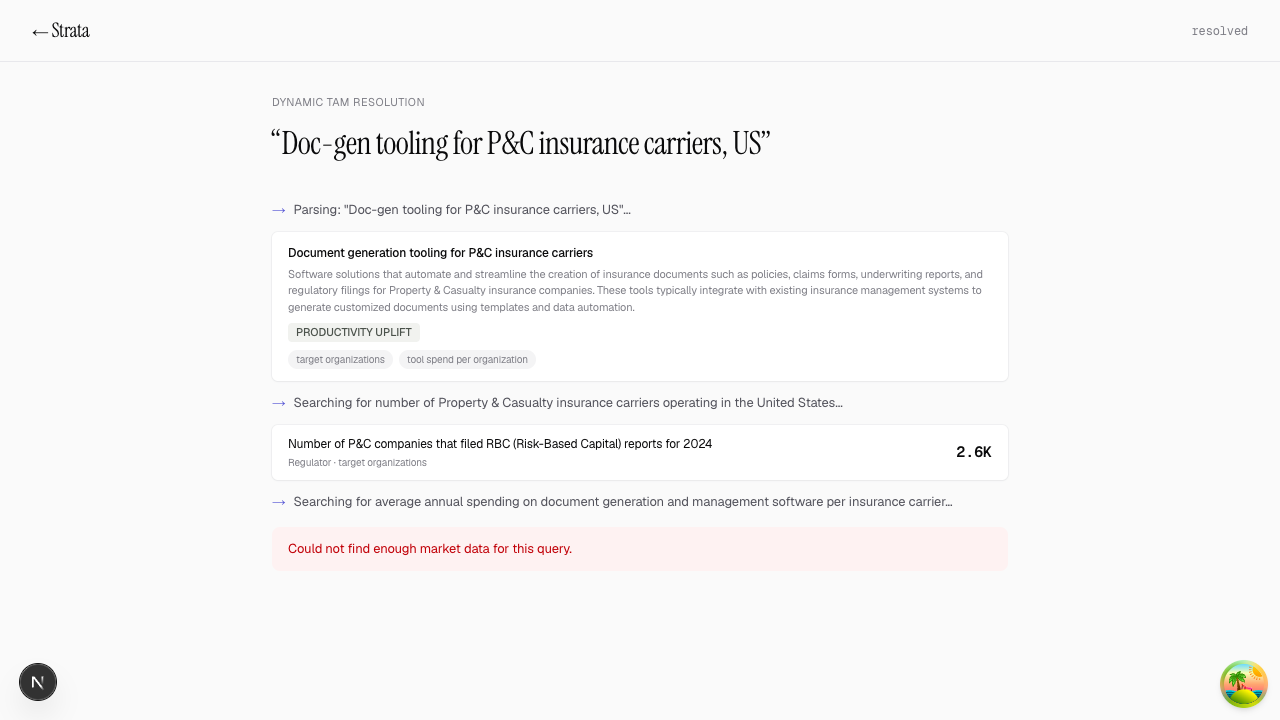 ← Strata
resolved
DYNAMIC TAM RESOLUTION
“Doc-gen tooling for P&C insurance carriers, US”
→ Parsing: "Doc-gen tooling for P&C insurance carriers, US"...
Document generation tooling for P&C insurance carriers
Software solutions that automate and streamline the creation of insurance documents such as policies, claims forms, underwriting reports, and
regulatory filings for Property & Casualty insurance companies. These tools typically integrate with existing insurance management systems to
generate customized documents using templates and data automation.
PRODUCTIVITY UPLIFT
target organizations
tool spend per organization
→ Searching for number of Property & Casualty insurance carriers operating in the United States...
Number of P&C companies that filed RBC (Risk-Based Capital) reports for 2024
2.6K
Regulator · target organizations
→ Searching for average annual spending on document generation and management software per insurance carrier...
Could not find enough market data for this query.
N